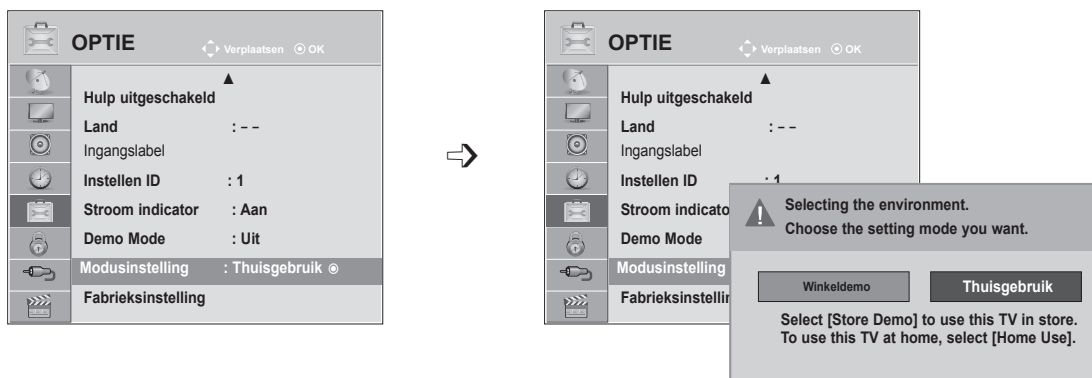 OPTIE
Verplaatsen OK
▲
Hulp uitgeschakeld
Land : – –
Ingangslabel
Instellen ID : 1
Stroom indicator : Aan
Demo Mode : Uit
Modusinstelling : Thuisgebruik
Fabrieksinstelling
OPTIE
Verplaatsen OK
▲
Hulp uitgeschakeld
Land : – –
Ingangslabel
Instellen ID : 1
Stroom indicato
Demo Mode
Modusinstelling
Fabrieksinstellin
Selecting the environment.
Choose the setting mode you want.
Winkeldemo Thuisgebruik
Select [Store Demo] to use this TV in store.
To use this TV at home, select [Home Use].